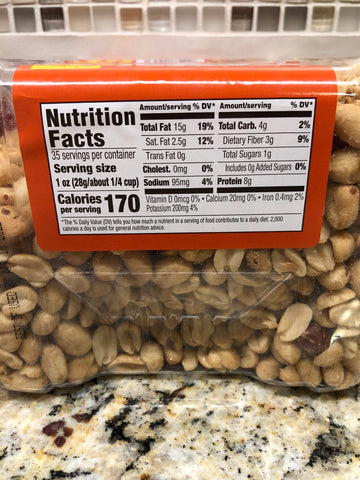 Nutrition
Facts
35 servings per container
Serving size
1 oz (28g/about 1/4 cup)
Calories 170
per serving
Amount/serving % DV*
Total Fat 15g 19%
Sat. Fat 2.5g 12%
Trans Fat 0g
Cholest. 0mg 0%
Sodium 95mg 4%
Amount/serving % DV*
Total Carb. 4g 2%
Dietary Fiber 3g 9%
Total Sugars 1g
Includes 0g Added Sugars 0%
Protein 8g
Vitamin D 0mcg 0% • Calcium 20mg 0% • Iron 0.4mg 2%
Potassium 200mg 4%
*The % Daily Value (DV) tells you how much a nutrient in a serving of food contributes to a daily diet. 2,000
calories a day is used for general nutrition advice.